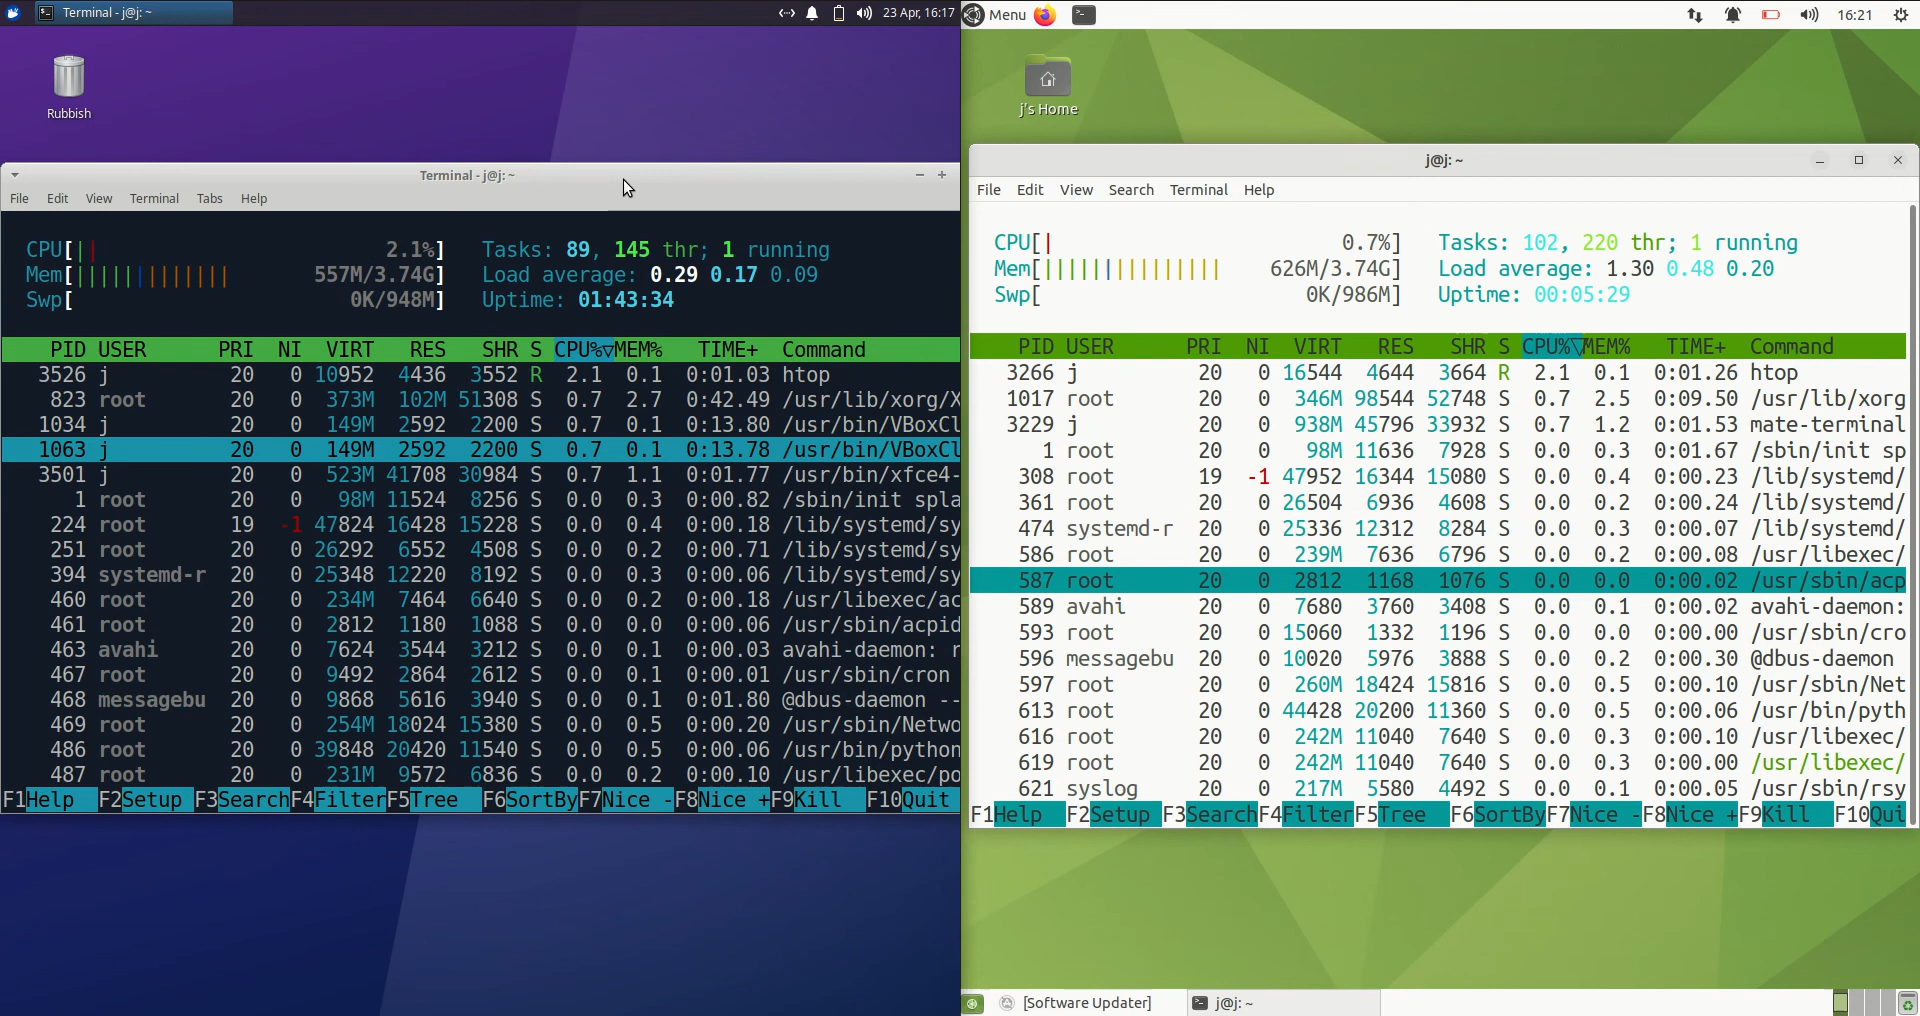 Terminal - j@j: ~
23 Apr, 16:17
Rubbish
Terminal - j@j: ~
File Edit View Terminal Tabs Help
CPU[|| 2.1%] Tasks: 89, 145 thr; 1 running
Mem[||||||||||||| 557M/3.74G] Load average: 0.29 0.17 0.09
Swp[ 0K/948M] Uptime: 01:43:34
PID USER PRI NI VIRT RES SHR S CPU%▽MEM% TIME+ Command
3526 j 20 0 10952 4436 3552 R 2.1 0.1 0:01.03 htop
823 root 20 0 373M 102M 51308 S 0.7 2.7 0:42.49 /usr/lib/xorg/X
1034 j 20 0 149M 2592 2200 S 0.7 0.1 0:13.80 /usr/bin/VBoxCl
1063 j 20 0 149M 2592 2200 S 0.7 0.1 0:13.78 /usr/bin/VBoxCl
3501 j 20 0 523M 41708 30984 S 0.7 1.1 0:01.77 /usr/bin/xfce4-
1 root 20 0 98M 11524 8256 S 0.0 0.3 0:00.82 /sbin/init spla
224 root 19 -1 47824 16428 15228 S 0.0 0.4 0:00.18 /lib/systemd/sy
251 root 20 0 26292 6552 4508 S 0.0 0.2 0:00.71 /lib/systemd/sy
394 systemd-r 20 0 25348 12220 8192 S 0.0 0.3 0:00.06 /lib/systemd/sy
460 root 20 0 234M 7464 6640 S 0.0 0.2 0:00.18 /usr/libexec/ac
461 root 20 0 2812 1180 1088 S 0.0 0.0 0:00.06 /usr/sbin/acpid
463 avahi 20 0 7624 3544 3212 S 0.0 0.1 0:00.03 avahi-daemon: r
467 root 20 0 9492 2864 2612 S 0.0 0.1 0:00.01 /usr/sbin/cron
468 messagebu 20 0 9868 5616 3940 S 0.0 0.1 0:01.80 @dbus-daemon --
469 root 20 0 254M 18024 15380 S 0.0 0.5 0:00.20 /usr/sbin/Netwo
486 root 20 0 39848 20420 11540 S 0.0 0.5 0:00.06 /usr/bin/python
487 root 20 0 231M 9572 6836 S 0.0 0.2 0:00.10 /usr/libexec/po
F1Help F2Setup F3SearchF4FilterF5Tree F6SortByF7Nice -F8Nice +F9Kill F10Quit
Menu 16:21
j's Home
j@j: ~
File Edit View Search Terminal Help
CPU[| 0.7%] Tasks: 102, 220 thr; 1 running
Mem[||||||||||||||| 626M/3.74G] Load average: 1.30 0.48 0.20
Swp[ 0K/986M] Uptime: 00:05:29
PID USER PRI NI VIRT RES SHR S CPU%▽MEM% TIME+ Command
3266 j 20 0 16544 4644 3664 R 2.1 0.1 0:01.26 htop
1017 root 20 0 346M 98544 52748 S 0.7 2.5 0:09.50 /usr/lib/xorg
3229 j 20 0 938M 45796 33932 S 0.7 1.2 0:01.53 mate-terminal
1 root 20 0 98M 11636 7928 S 0.0 0.3 0:01.67 /sbin/init sp
308 root 19 -1 47952 16344 15080 S 0.0 0.4 0:00.23 /lib/systemd/
361 root 20 0 26504 6936 4608 S 0.0 0.2 0:00.24 /lib/systemd/
474 systemd-r 20 0 25336 12312 8284 S 0.0 0.3 0:00.07 /lib/systemd/
586 root 20 0 239M 7636 6796 S 0.0 0.2 0:00.08 /usr/libexec/
587 root 20 0 2812 1168 1076 S 0.0 0.0 0:00.02 /usr/sbin/acp
589 avahi 20 0 7680 3760 3408 S 0.0 0.1 0:00.02 avahi-daemon:
593 root 20 0 15060 1332 1196 S 0.0 0.0 0:00.00 /usr/sbin/cro
596 messagebu 20 0 10020 5976 3888 S 0.0 0.2 0:00.30 @dbus-daemon
597 root 20 0 260M 18424 15816 S 0.0 0.5 0:00.10 /usr/sbin/Net
613 root 20 0 44428 20200 11360 S 0.0 0.5 0:00.06 /usr/bin/pyth
616 root 20 0 242M 11040 7640 S 0.0 0.3 0:00.10 /usr/libexec/
619 root 20 0 242M 11040 7640 S 0.0 0.3 0:00.00 /usr/libexec/
621 syslog 20 0 217M 5580 4492 S 0.0 0.1 0:00.05 /usr/sbin/rsy
F1Help F2Setup F3SearchF4FilterF5Tree F6SortByF7Nice -F8Nice +F9Kill F10Qui
[Software Updater] j@j: ~